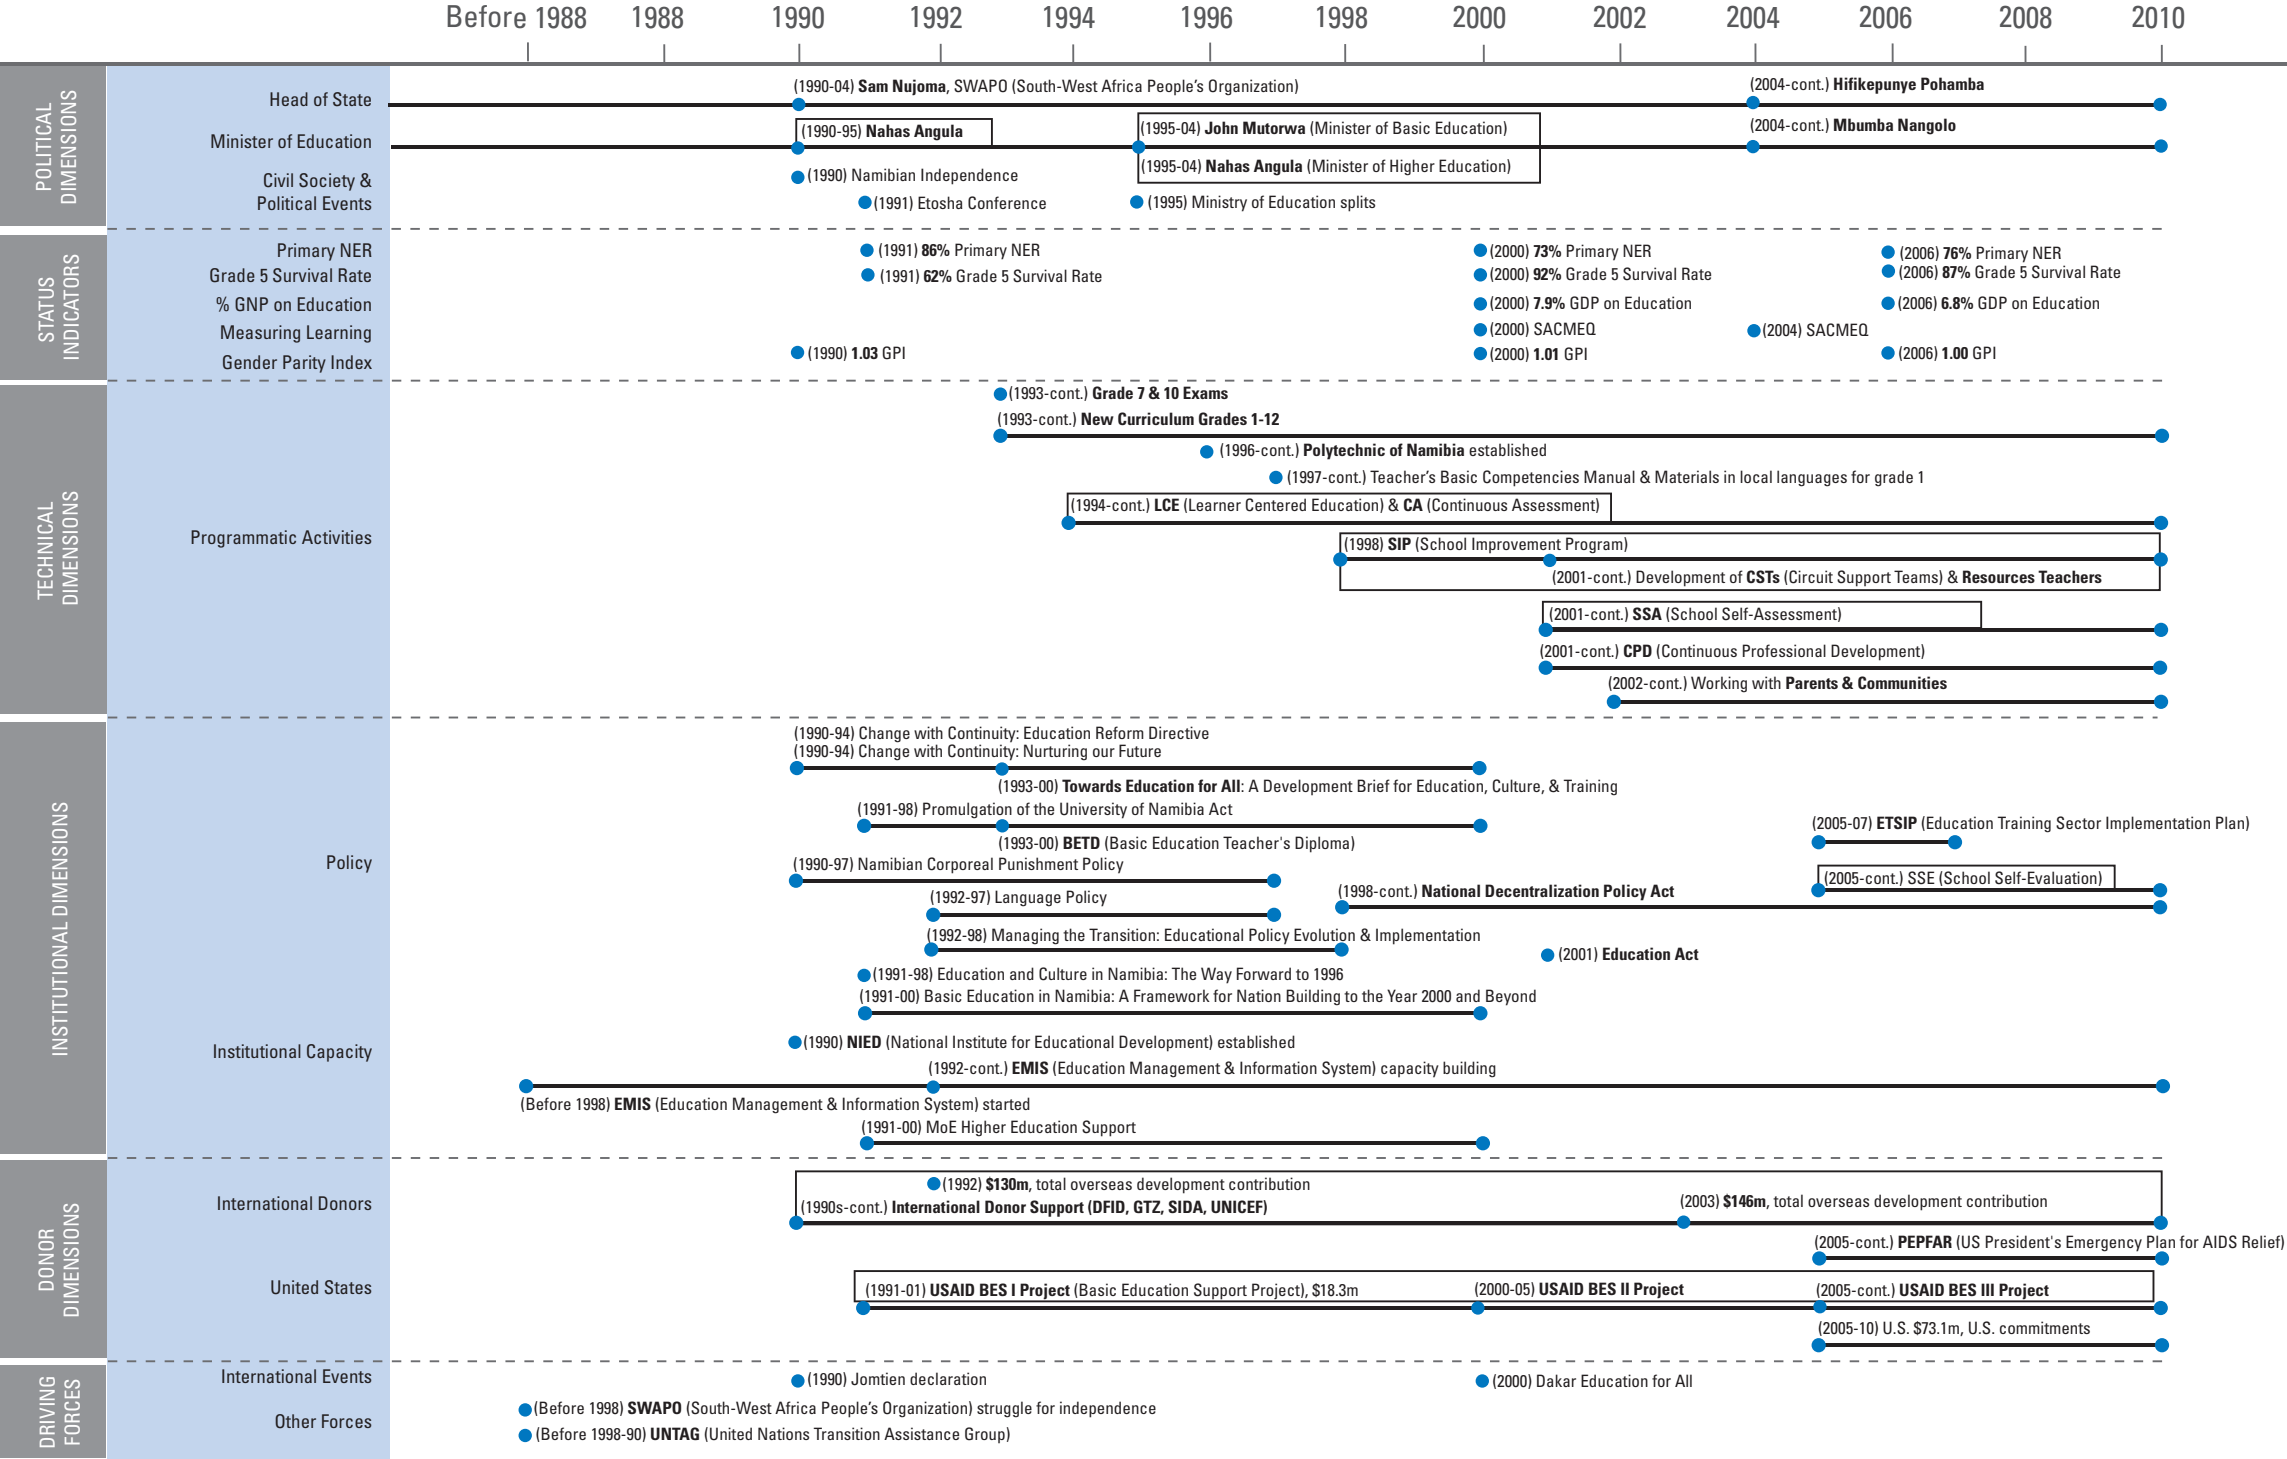 Before 1988 1988 1990 1992 1994 1996 1998 2000 2002 2004 2006 2008 2010
POLITICAL
DIMENSIONS
Head of State
(1990-04) Sam Nujoma, SWAPO (South-West Africa People's Organization)
(2004-cont.) Hifikepunye Pohamba
Minister of Education
(1990-95) Nahas Angula
(1995-04) John Mutorwa (Minister of Basic Education)
(1995-04) Nahas Angula (Minister of Higher Education)
(2004-cont.) Mbumba Nangolo
Civil Society &
Political Events
(1990) Namibian Independence
(1991) Etosha Conference
(1995) Ministry of Education splits
STATUS
INDICATORS
Primary NER
(1991) 86% Primary NER
(2000) 73% Primary NER
(2006) 76% Primary NER
Grade 5 Survival Rate
(1991) 62% Grade 5 Survival Rate
(2000) 92% Grade 5 Survival Rate
(2006) 87% Grade 5 Survival Rate
% GNP on Education
(2000) 7.9% GDP on Education
(2006) 6.8% GDP on Education
Measuring Learning
(2000) SACMEQ
(2004) SACMEQ
Gender Parity Index
(1990) 1.03 GPI
(2000) 1.01 GPI
(2006) 1.00 GPI
TECHNICAL
DIMENSIONS
Programmatic Activities
(1993-cont.) Grade 7 & 10 Exams
(1993-cont.) New Curriculum Grades 1-12
(1996-cont.) Polytechnic of Namibia established
(1997-cont.) Teacher's Basic Competencies Manual & Materials in local languages for grade 1
(1994-cont.) LCE (Learner Centered Education) & CA (Continuous Assessment)
(1998) SIP (School Improvement Program)
(2001-cont.) Development of CSTs (Circuit Support Teams) & Resources Teachers
(2001-cont.) SSA (School Self-Assessment)
(2001-cont.) CPD (Continuous Professional Development)
(2002-cont.) Working with Parents & Communities
INSTITUTIONAL DIMENSIONS
Policy
(1990-94) Change with Continuity: Education Reform Directive
(1990-94) Change with Continuity: Nurturing our Future
(1993-00) Towards Education for All: A Development Brief for Education, Culture, & Training
(1991-98) Promulgation of the University of Namibia Act
(1993-00) BETD (Basic Education Teacher's Diploma)
(2005-07) ETSIP (Education Training Sector Implementation Plan)
(1990-97) Namibian Corporeal Punishment Policy
(2005-cont.) SSE (School Self-Evaluation)
(1992-97) Language Policy
(1998-cont.) National Decentralization Policy Act
(1992-98) Managing the Transition: Educational Policy Evolution & Implementation
(2001) Education Act
(1991-98) Education and Culture in Namibia: The Way Forward to 1996
(1991-00) Basic Education in Namibia: A Framework for Nation Building to the Year 2000 and Beyond
Institutional Capacity
(1990) NIED (National Institute for Educational Development) established
(1992-cont.) EMIS (Education Management & Information System) capacity building
(Before 1998) EMIS (Education Management & Information System) started
(1991-00) MoE Higher Education Support
DONOR
DIMENSIONS
International Donors
(1992) $130m, total overseas development contribution
(1990s-cont.) International Donor Support (DFID, GTZ, SIDA, UNICEF)
(2003) $146m, total overseas development contribution
(2005-cont.) PEPFAR (US President's Emergency Plan for AIDS Relief)
United States
(1991-01) USAID BES I Project (Basic Education Support Project), $18.3m
(2000-05) USAID BES II Project
(2005-cont.) USAID BES III Project
(2005-10) U.S. $73.1m, U.S. commitments
DRIVING
FORCES
International Events
(1990) Jomtien declaration
(2000) Dakar Education for All
Other Forces
(Before 1998) SWAPO (South-West Africa People's Organization) struggle for independence
(Before 1998-90) UNTAG (United Nations Transition Assistance Group)